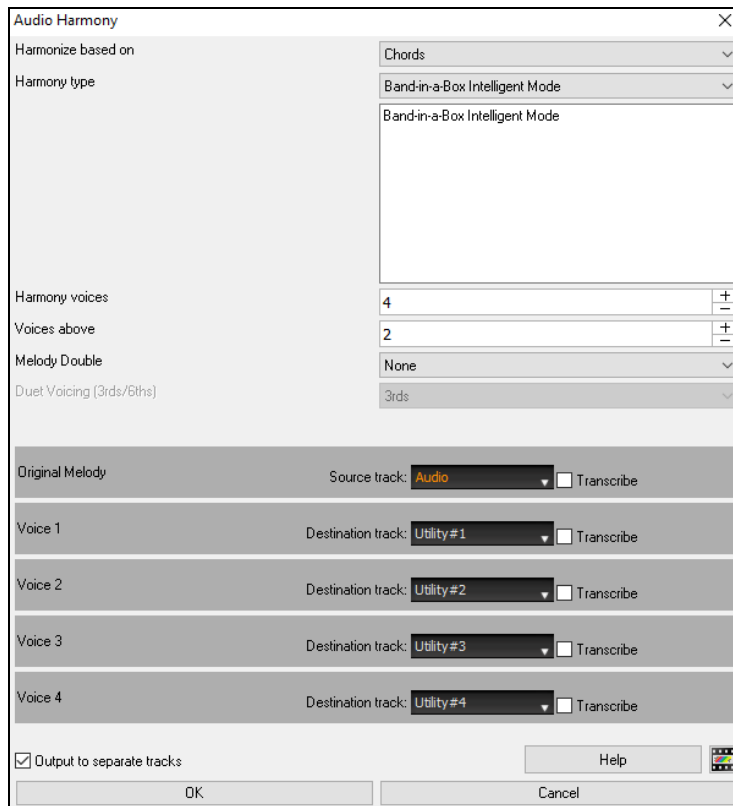 Audio Harmony
Harmonize based on Chords
Harmony type Band-in-a-Box Intelligent Mode
Band-in-a-Box Intelligent Mode
Harmony voices 4
Voices above 2
Melody Double None
Duet Voicing (3rds/6ths) 3rds
Original Melody Source track: Audio Transcribe
Voice 1 Destination track: Utility#1 Transcribe
Voice 2 Destination track: Utility#2 Transcribe
Voice 3 Destination track: Utility#3 Transcribe
Voice 4 Destination track: Utility#4 Transcribe
Output to separate tracks Help
OK Cancel